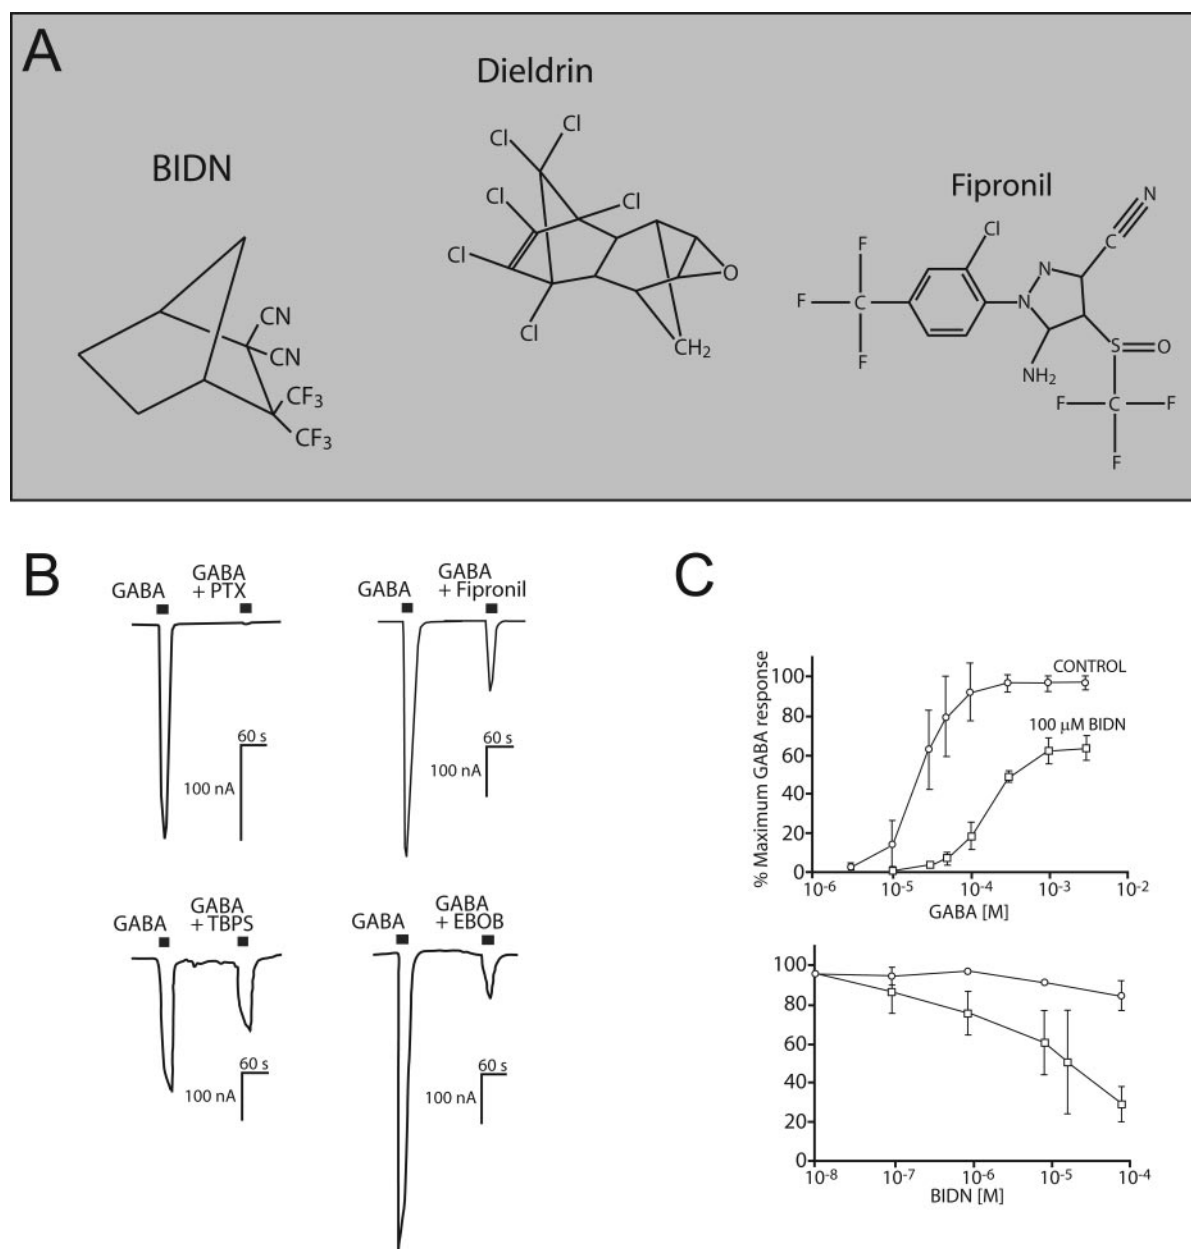 A
Dieldrin
BIDN
Fipronil
Cl
Cl
Cl
Cl
Cl
Cl
O
CH2
CN
CN
CF3
CF3
N
C
Cl
F
F
C
F
N
N
NH2
S
O
F
C
F
F
B
GABA
GABA
+ PTX
60 s
100 nA
GABA
GABA
+ Fipronil
60 s
100 nA
GABA
GABA
+ TBPS
60 s
100 nA
GABA
GABA
+ EBOB
60 s
100 nA
C
% Maximum GABA response
100
80
60
40
20
0
CONTROL
100 μM BIDN
10-6
10-5
10-4
10-3
10-2
GABA [M]
100
80
60
40
20
0
10-8
10-7
10-6
10-5
10-4
BIDN [M]